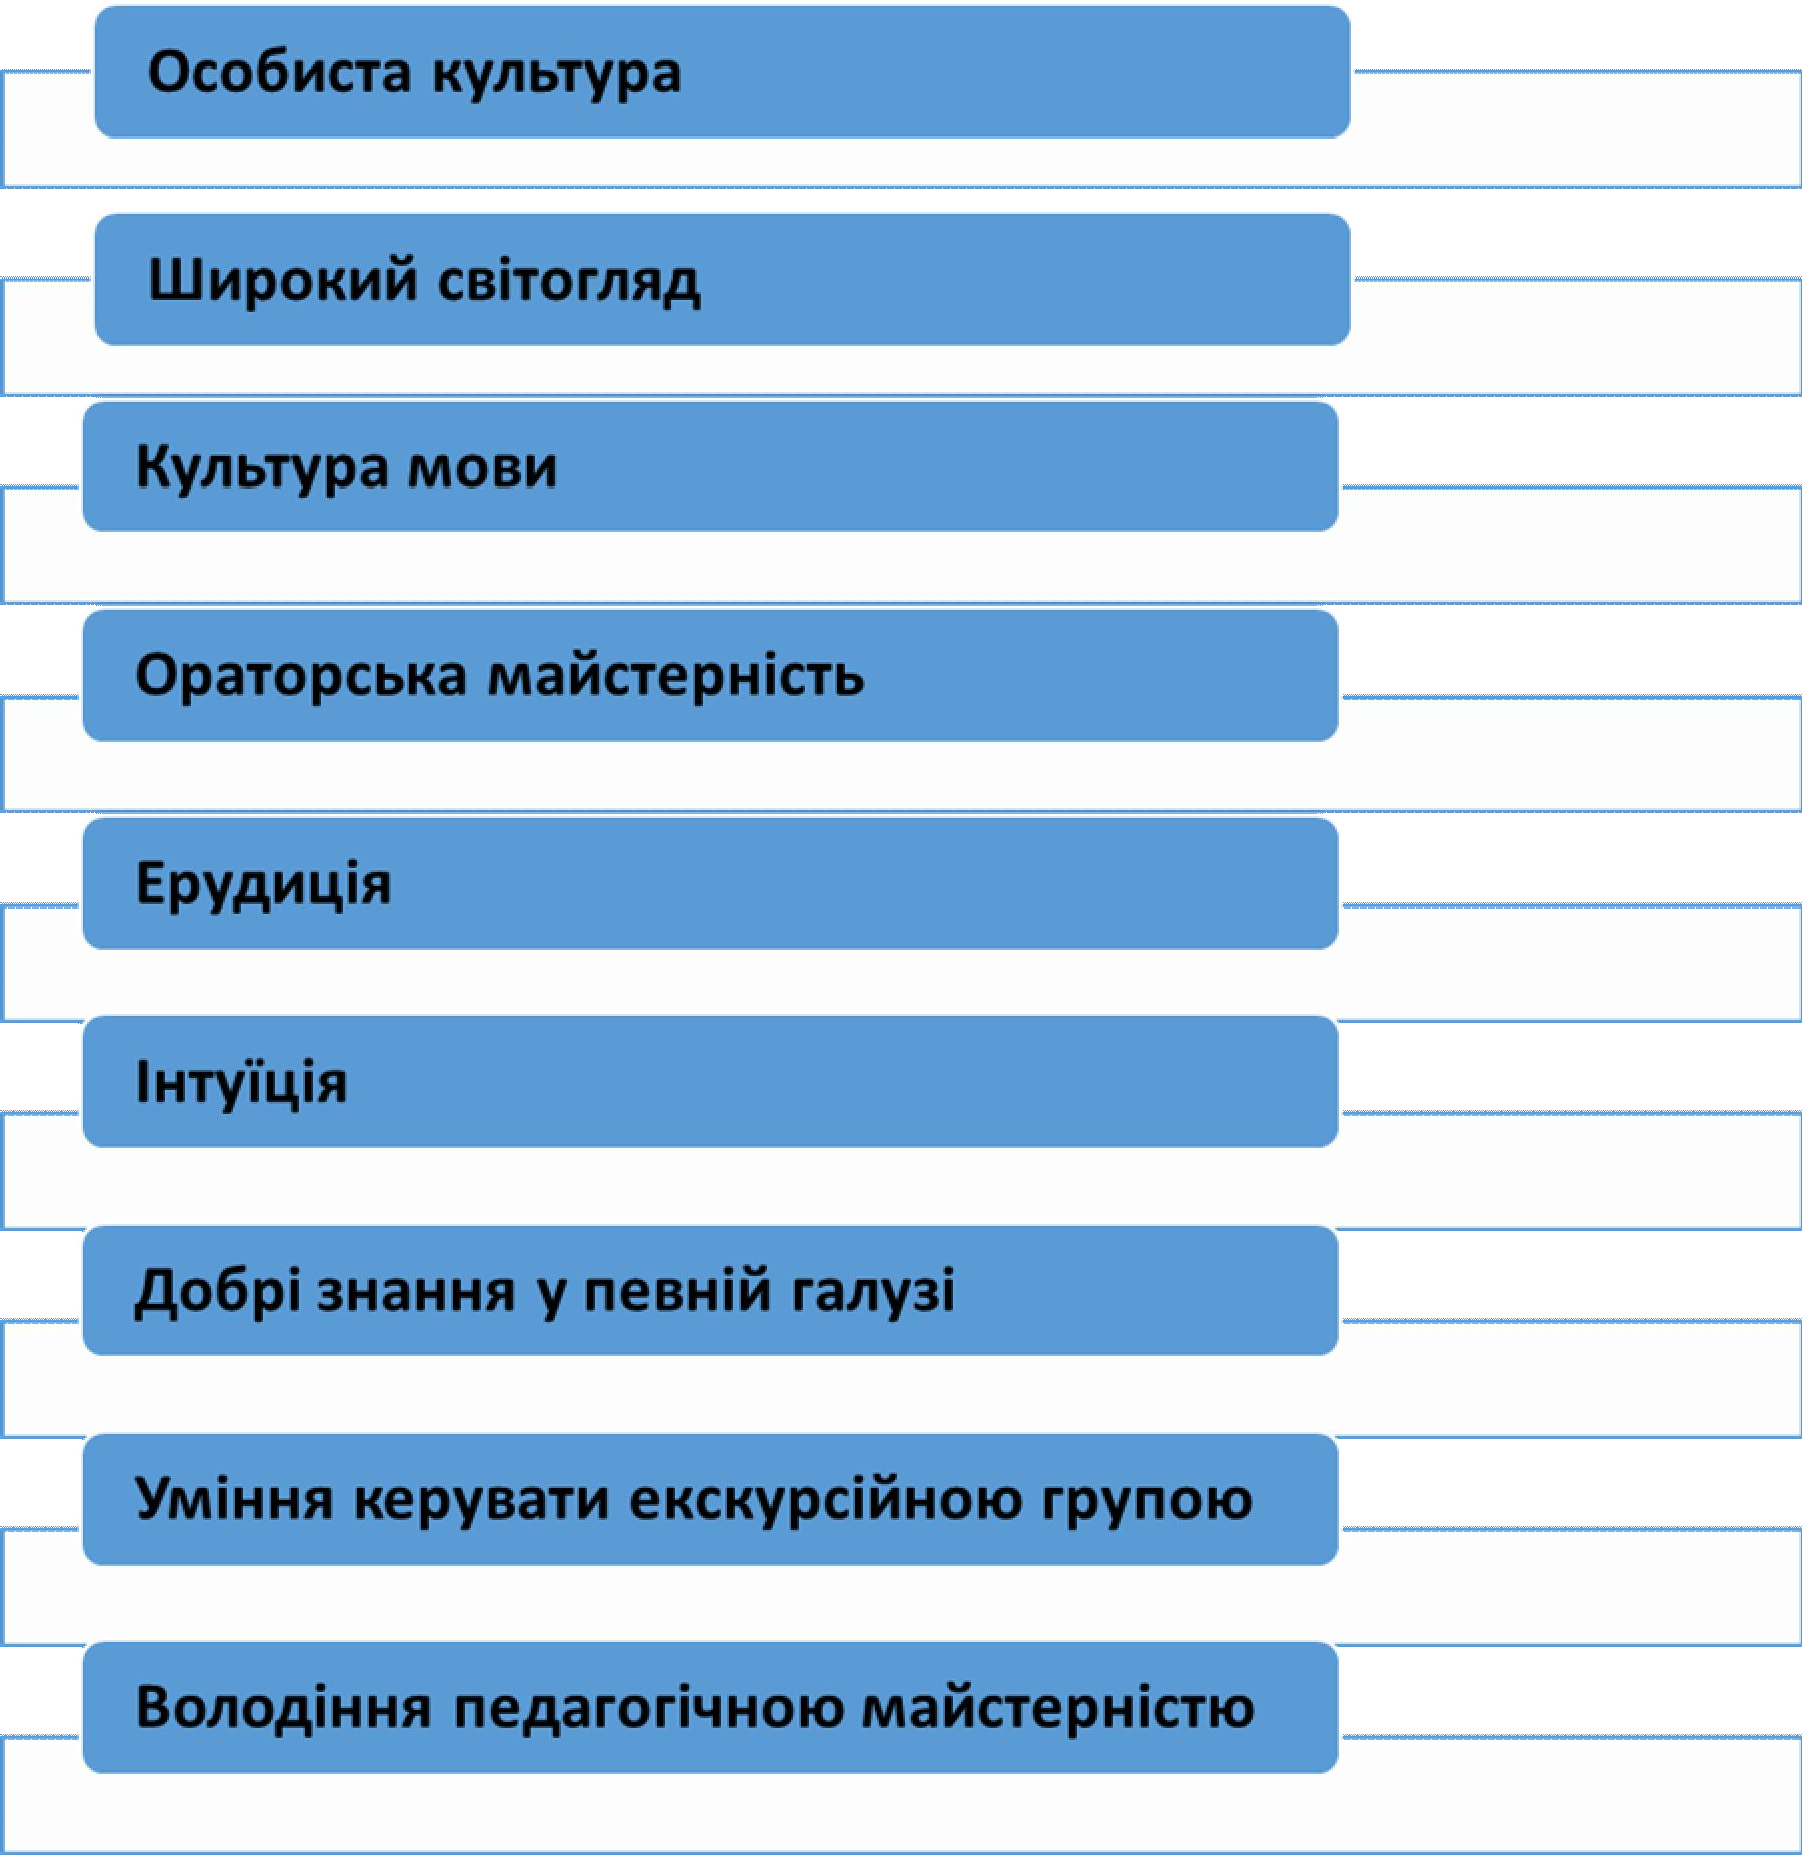 Особиста культура
Широкий світогляд
Культура мови
Ораторська майстерність
Ерудиція
Інтуїція
Добрі знання у певній галузі
Уміння керувати екскурсійною групою
Володіння педагогічною майстерністю